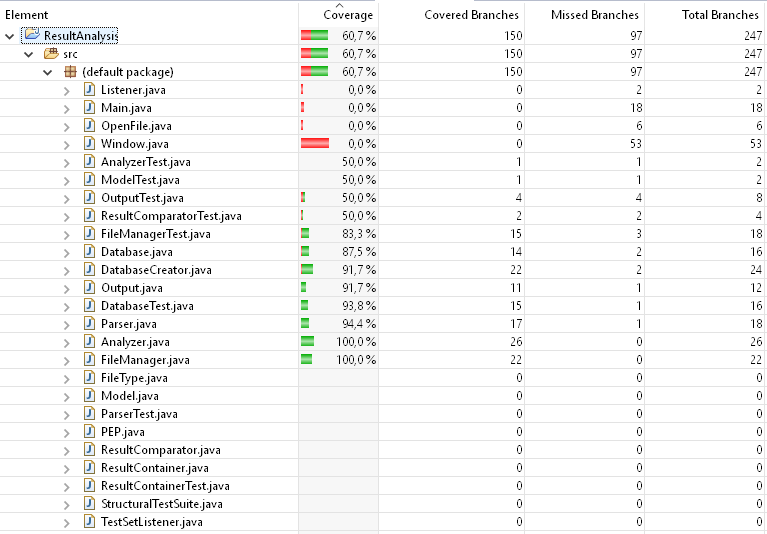 Element Coverage Covered Branches Missed Branches Total Branches
ResultAnalysis 60,7 % 150 97 247
src 60,7 % 150 97 247
(default package) 60,7 % 150 97 247
Listener.java 0,0 % 0 2 2
Main.java 0,0 % 0 18 18
OpenFile.java 0,0 % 0 6 6
Window.java 0,0 % 0 53 53
AnalyzerTest.java 50,0 % 1 1 2
ModelTest.java 50,0 % 1 1 2
OutputTest.java 50,0 % 4 4 8
ResultComparatorTest.java 50,0 % 2 2 4
FileManagerTest.java 83,3 % 15 3 18
Database.java 87,5 % 14 2 16
DatabaseCreator.java 91,7 % 22 2 24
Output.java 91,7 % 11 1 12
DatabaseTest.java 93,8 % 15 1 16
Parser.java 94,4 % 17 1 18
Analyzer.java 100,0 % 26 0 26
FileManager.java 100,0 % 22 0 22
FileType.java 0 0 0
Model.java 0 0 0
ParserTest.java 0 0 0
PEP.java 0 0 0
ResultComparator.java 0 0 0
ResultContainer.java 0 0 0
ResultContainerTest.java 0 0 0
StructuralTestSuite.java 0 0 0
TestSetListener.java 0 0 0